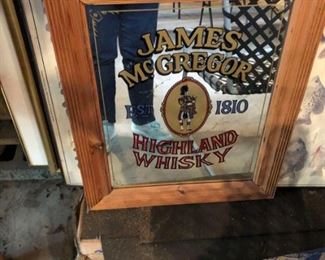 JAMES
McGREGOR
EST 1810
HIGHLAND
WHISKY